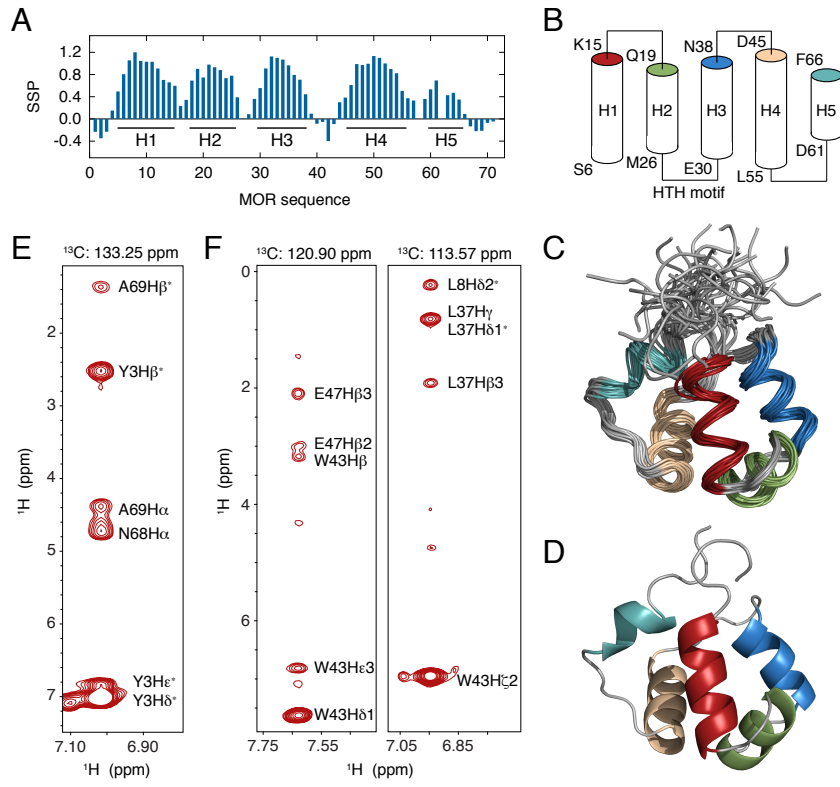 A
SSP
1.2
0.8
0.4
0.0
-0.4
H1 H2 H3 H4 H5
0 10 20 30 40 50 60 70
MOR sequence
B
K15 Q19 N38 D45 F66
H1 H2 H3 H4 H5
S6 M26 E30 L55 D61
HTH motif
E
¹³C: 133.25 ppm
A69Hβ*
2
Y3Hβ*
3
4
A69Hα
N68Hα
5
6
Y3Hε*
7
Y3Hδ*
¹H (ppm)
7.10 6.90
¹H (ppm)
F
¹³C: 120.90 ppm ¹³C: 113.57 ppm
0
L8Hδ2*
L37Hγ
L37Hδ1*
2
E47Hβ3 L37Hβ3
E47Hβ2
W43Hβ
4
6
W43Hε3 W43Hζ2
W43Hδ1
¹H (ppm)
7.75 7.55 7.05 6.85
¹H (ppm)
C
D